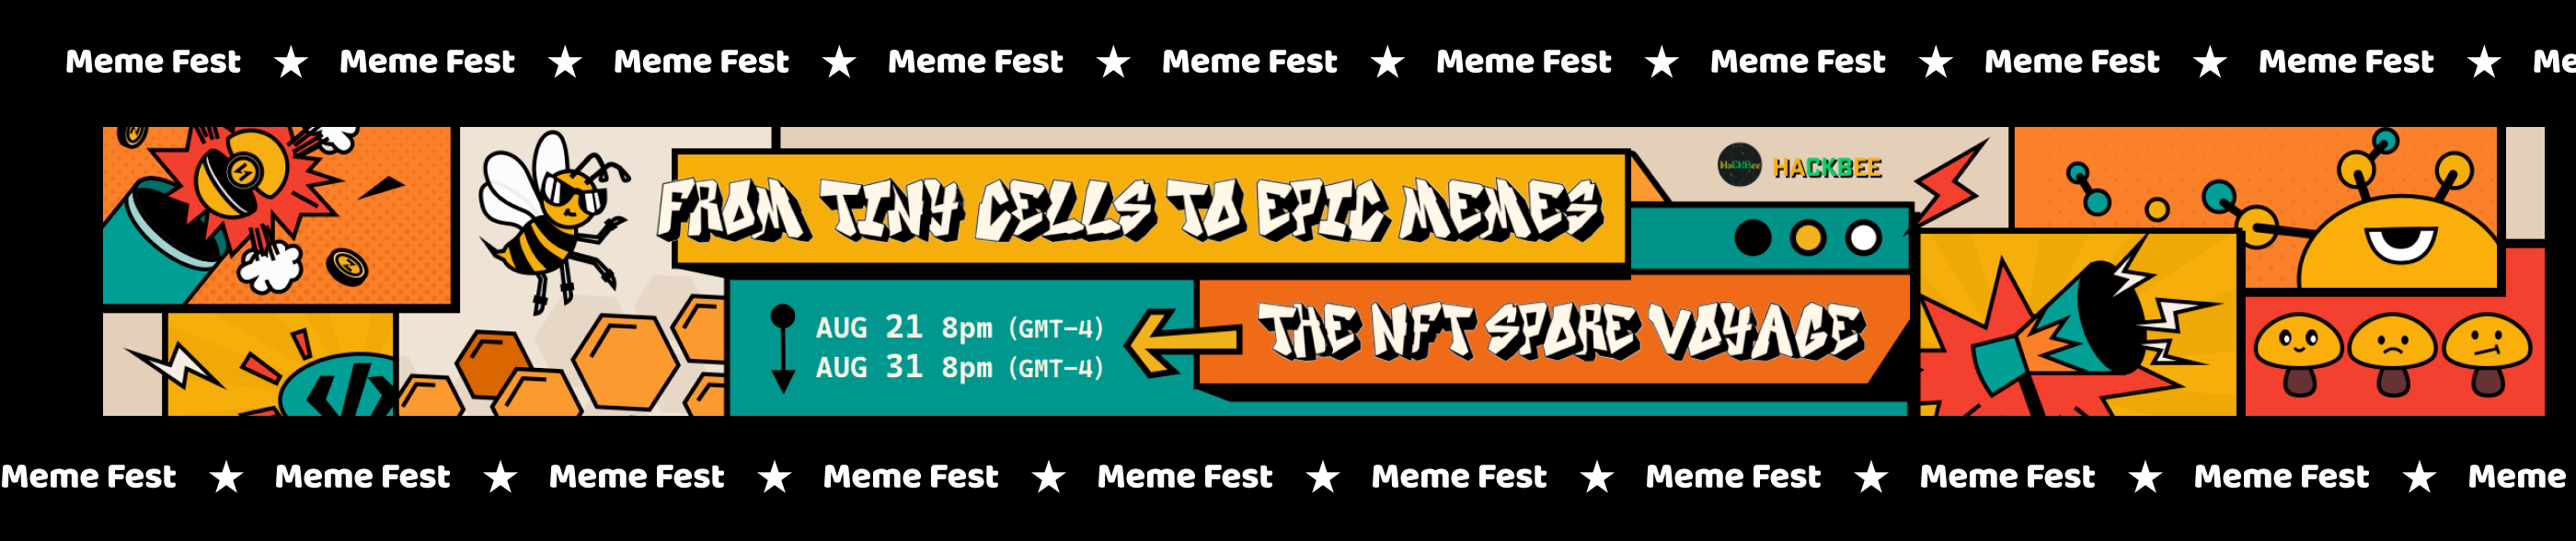 Meme Fest ★ Meme Fest ★ Meme Fest ★ Meme Fest ★ Meme Fest ★ Meme Fest ★ Meme Fest ★ Meme Fest ★ Meme Fest ★ Me
HaCKBee HACKBEE
FROM TINY CELLS TO EPIC MEMES
AUG 21 8pm (GMT-4)
AUG 31 8pm (GMT-4)
THE NFT SPORE VOYAGE
</>
Meme Fest ★ Meme Fest ★ Meme Fest ★ Meme Fest ★ Meme Fest ★ Meme Fest ★ Meme Fest ★ Meme Fest ★ Meme Fest ★ Meme